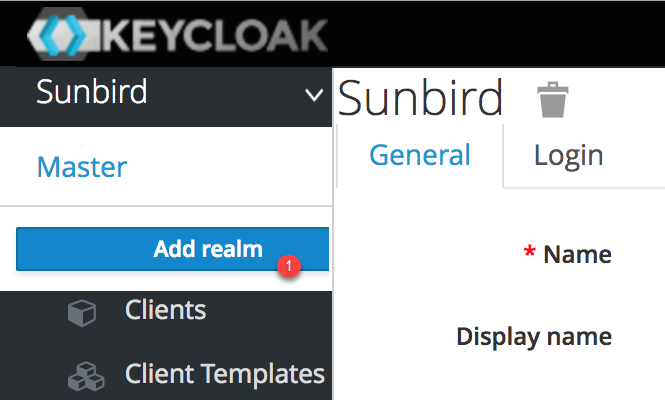 KEYCLOAK
Sunbird
Master
Add realm
1
Clients
Client Templates
Sunbird
General
Login
* Name
Display name